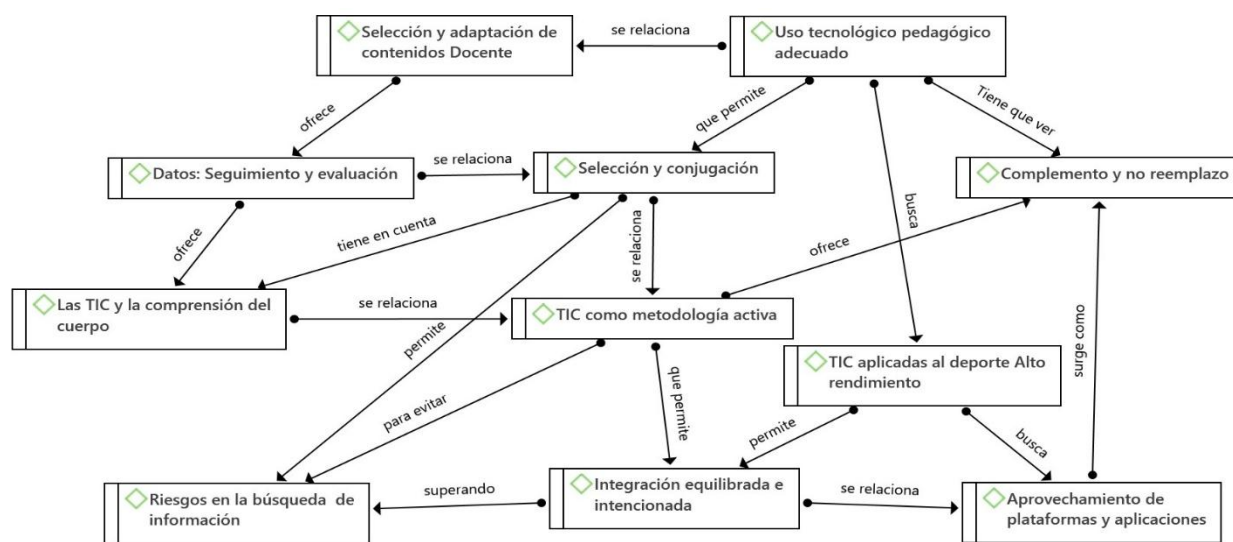 Selección y adaptación de
contenidos Docente
se relaciona
Uso tecnológico pedagógico
adecuado
ofrece
que permite
Tiene que ver
Datos: Seguimiento y evaluación
se relaciona
Selección y conjugación
Complemento y no reemplazo
busca
ofrece
tiene en cuenta
se relaciona
ofrece
Las TIC y la comprensión del
cuerpo
se relaciona
TIC como metodología activa
permite
surge como
TIC aplicadas al deporte Alto
rendimiento
para evitar
que permite
permite
busca
Riesgos en la búsqueda de
información
superando
Integración equilibrada e
intencionada
se relaciona
Aprovechamiento de
plataformas y aplicaciones